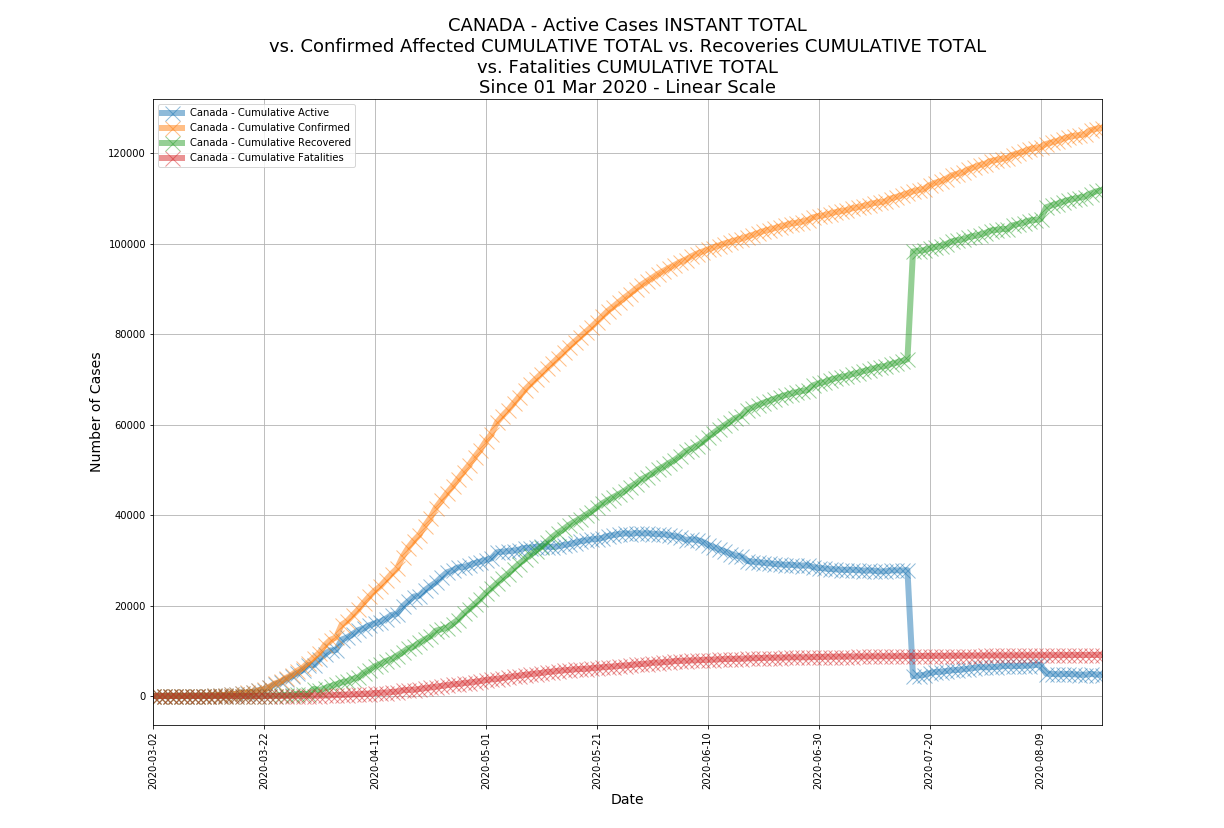 CANADA - Active Cases INSTANT TOTAL
vs. Confirmed Affected CUMULATIVE TOTAL vs. Recoveries CUMULATIVE TOTAL
vs. Fatalities CUMULATIVE TOTAL
Since 01 Mar 2020 - Linear Scale
Canada - Cumulative Active
Canada - Cumulative Confirmed
Canada - Cumulative Recovered
Canada - Cumulative Fatalities
Number of Cases
120000
100000
80000
60000
40000
20000
0
2020-03-02
2020-03-22
2020-04-11
2020-05-01
2020-05-21
2020-06-10
2020-06-30
2020-07-20
2020-08-09
Date